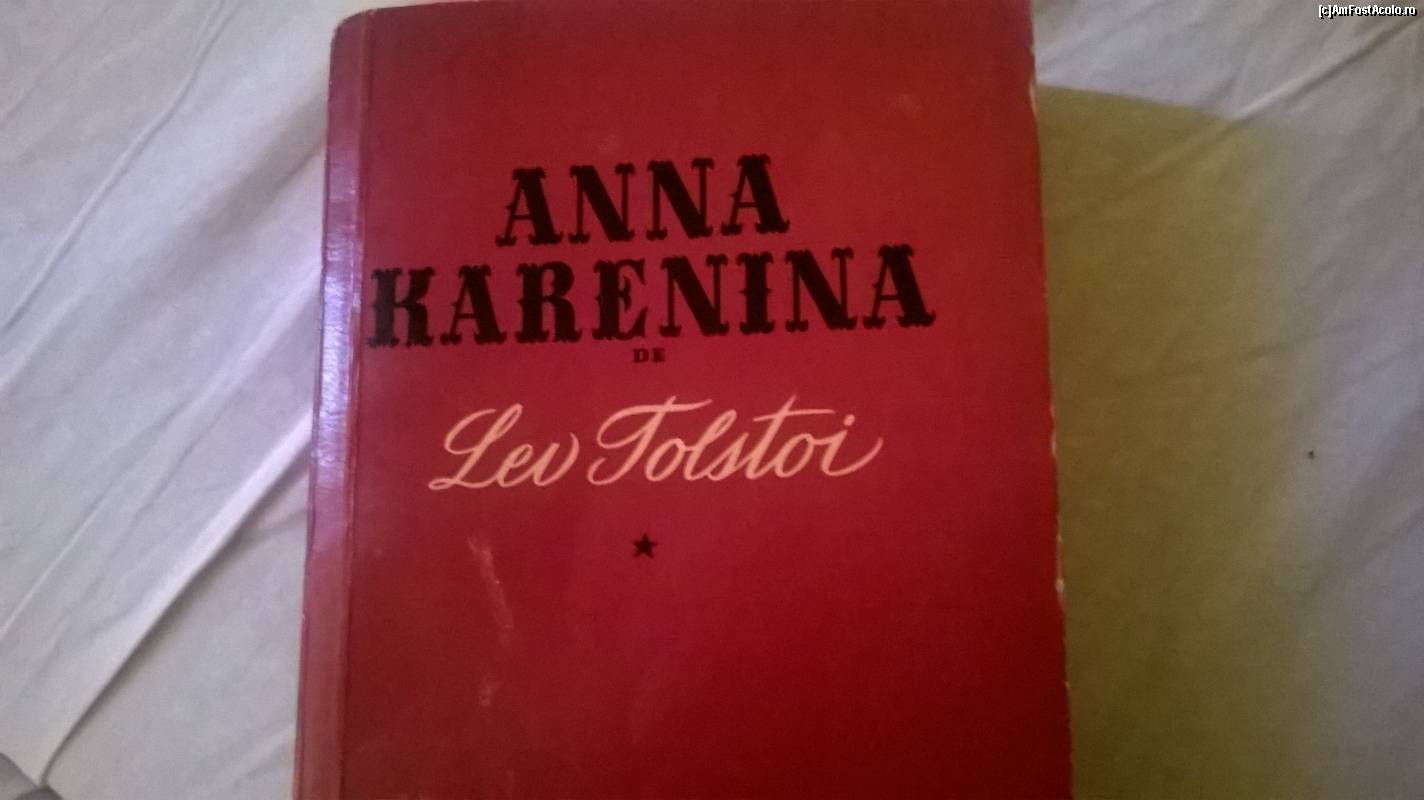 [c]AmFostAcolo.ro
ANNA
KARENINA
DE
Lev Tolstoi